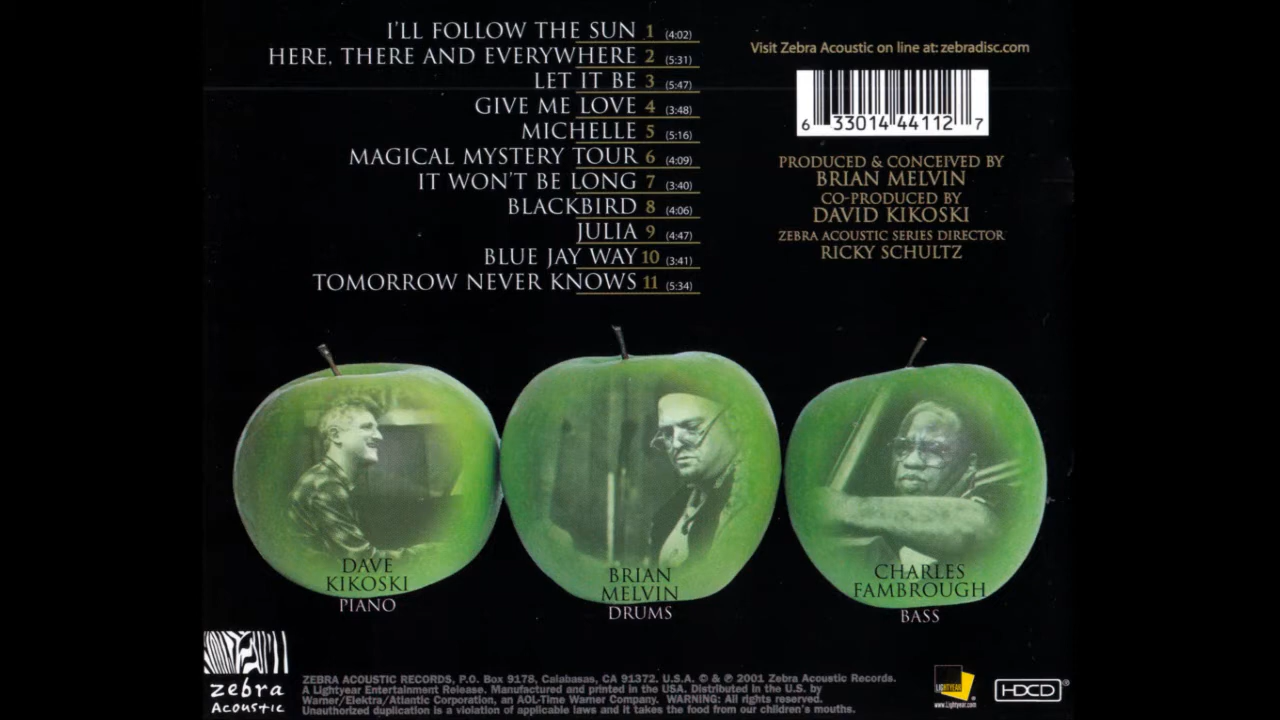 I'LL FOLLOW THE SUN 1 (4:02)
HERE, THERE AND EVERYWHERE 2 (5:31)
LET IT BE 3 (5:47)
GIVE ME LOVE 4 (3:48)
MICHELLE 5 (5:16)
MAGICAL MYSTERY TOUR 6 (4:09)
IT WON'T BE LONG 7 (3:40)
BLACKBIRD 8 (4:06)
JULIA 9 (4:47)
BLUE JAY WAY 10 (3:41)
TOMORROW NEVER KNOWS 11 (5:34)
Visit Zebra Acoustic on line at: zebradisc.com
6 33014 44112 7
PRODUCED & CONCEIVED BY
BRIAN MELVIN
CO-PRODUCED BY
DAVID KIKOSKI
ZEBRA ACOUSTIC SERIES DIRECTOR
RICKY SCHULTZ
DAVE
KIKOSKI
PIANO
BRIAN
MELVIN
DRUMS
CHARLES
FAMBROUGH
BASS
zebra
Acoustic
ZEBRA ACOUSTIC RECORDS, P.O. Box 9178, Calabasas, CA 91372. U.S.A. © & ℗ 2001 Zebra Acoustic Records.
A Lightyear Entertainment Release. Manufactured and printed in the USA. Distributed in the U.S. by
Warner/Elektra/Atlantic Corporation, an AOL-Time Warner Company. WARNING: All rights reserved.
Unauthorized duplication is a violation of applicable laws and it takes the food from our children's mouths.
LIGHTYEAR
www.Lightyear.com
HDCD®